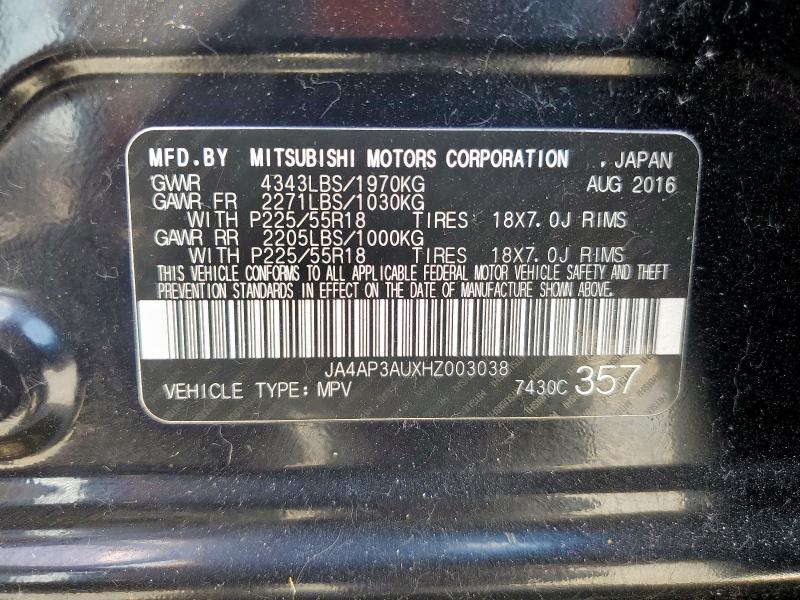 MFD.BY MITSUBISHI MOTORS CORPORATION , JAPAN
GVWR 4343LBS/1970KG AUG 2016
GAWR FR 2271LBS/1030KG
WITH P225/55R18 TIRES 18X7.0J RIMS
GAWR RR 2205LBS/1000KG
WITH P225/55R18 TIRES 18X7.0J RIMS
THIS VEHICLE CONFORMS TO ALL APPLICABLE FEDERAL MOTOR VEHICLE SAFETY AND THEFT
PREVENTION STANDARDS IN EFFECT ON THE DATE OF MANUFACTURE SHOWN ABOVE.
JA4AP3AUXHZ003038
VEHICLE TYPE: MPV 7430C 357